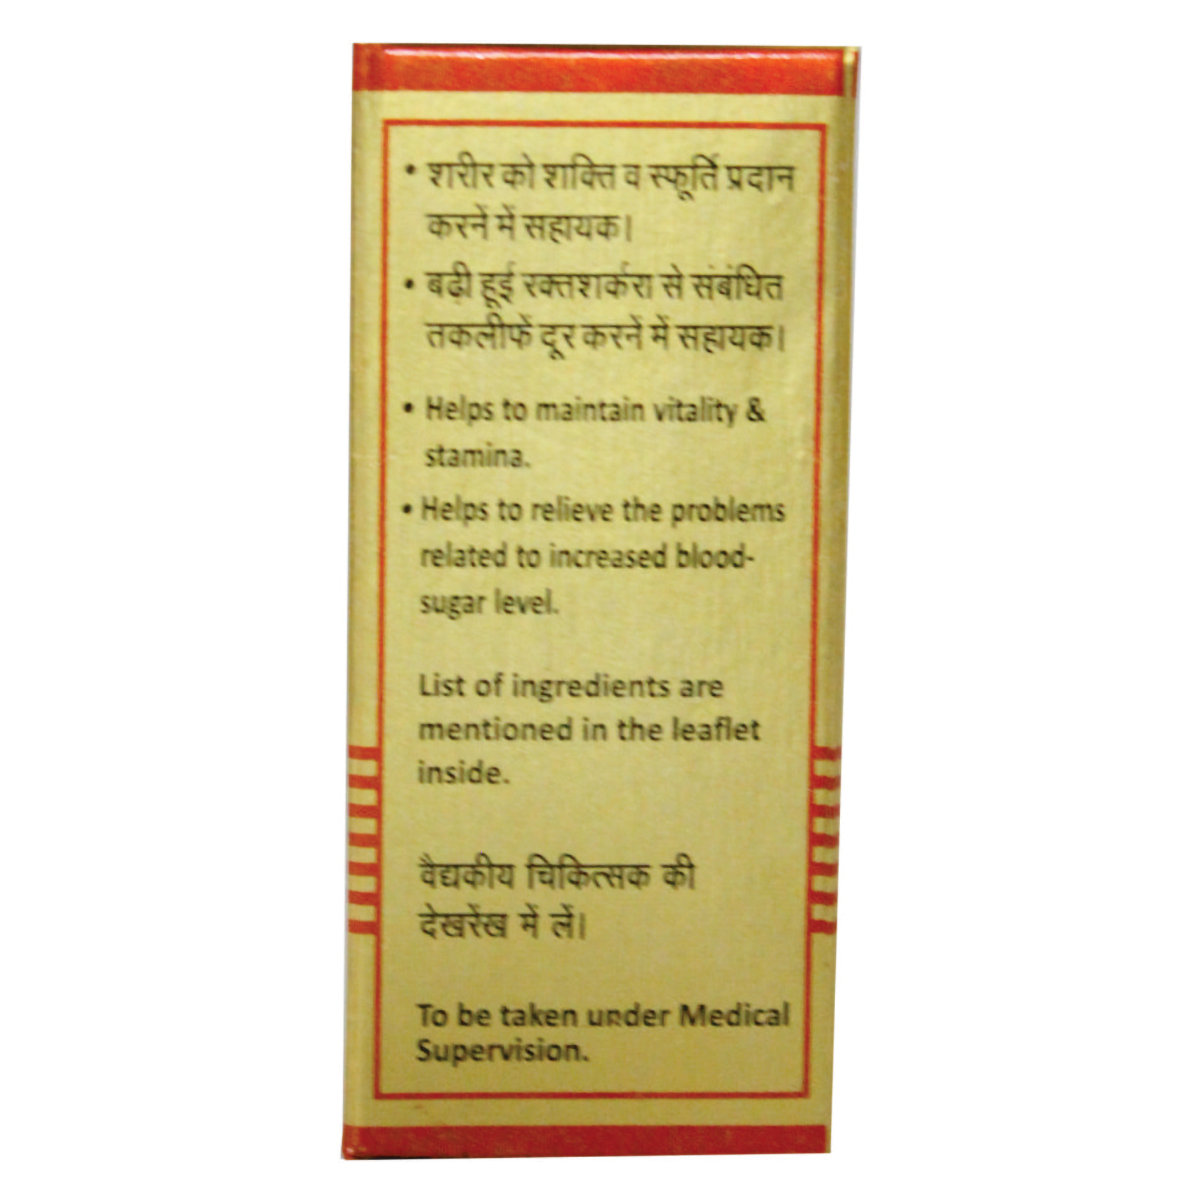 • शरीर को शक्ति व स्फूर्ति प्रदान
करनें में सहायक।
• बढ़ी हूई रक्तशर्करा से संबंधित
तकलीफें दूर करनें में सहायक।
• Helps to maintain vitality &
stamina.
• Helps to relieve the problems
related to increased blood-
sugar level.
List of ingredients are
mentioned in the leaflet
inside.
वैद्यकीय चिकित्सक की
देखरेंख में लें।
To be taken under Medical
Supervision.